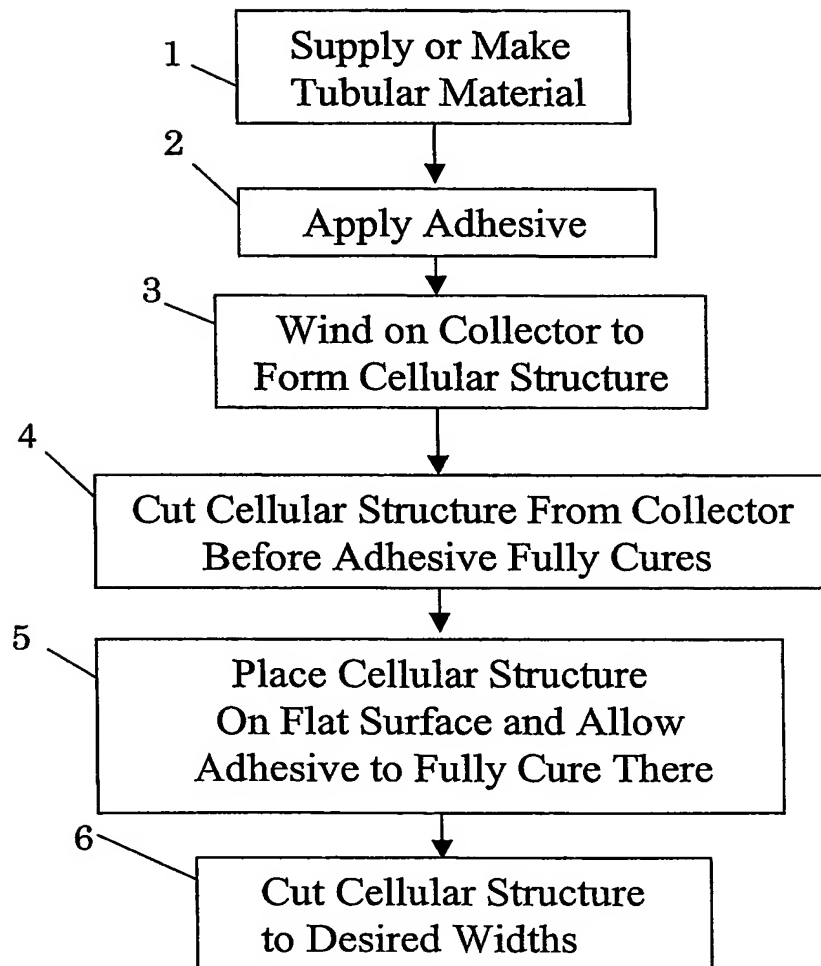 1
Supply or Make
Tubular Material
2
Apply Adhesive
3
Wind on Collector to
Form Cellular Structure
4
Cut Cellular Structure From Collector
Before Adhesive Fully Cures
5
Place Cellular Structure
On Flat Surface and Allow
Adhesive to Fully Cure There
6
Cut Cellular Structure
to Desired Widths